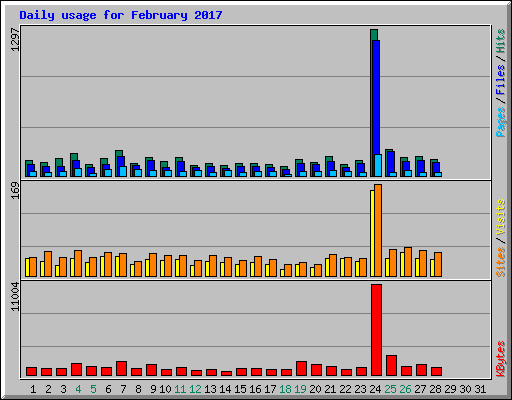 Daily usage for February 2017
1297
Pages / Files / Hits
169
Sites / Visits
11004
KBytes
1 2 3 4 5 6 7 8 9 10 11 12 13 14 15 16 17 18 19 20 21 22 23 24 25 26 27 28 29 30 31